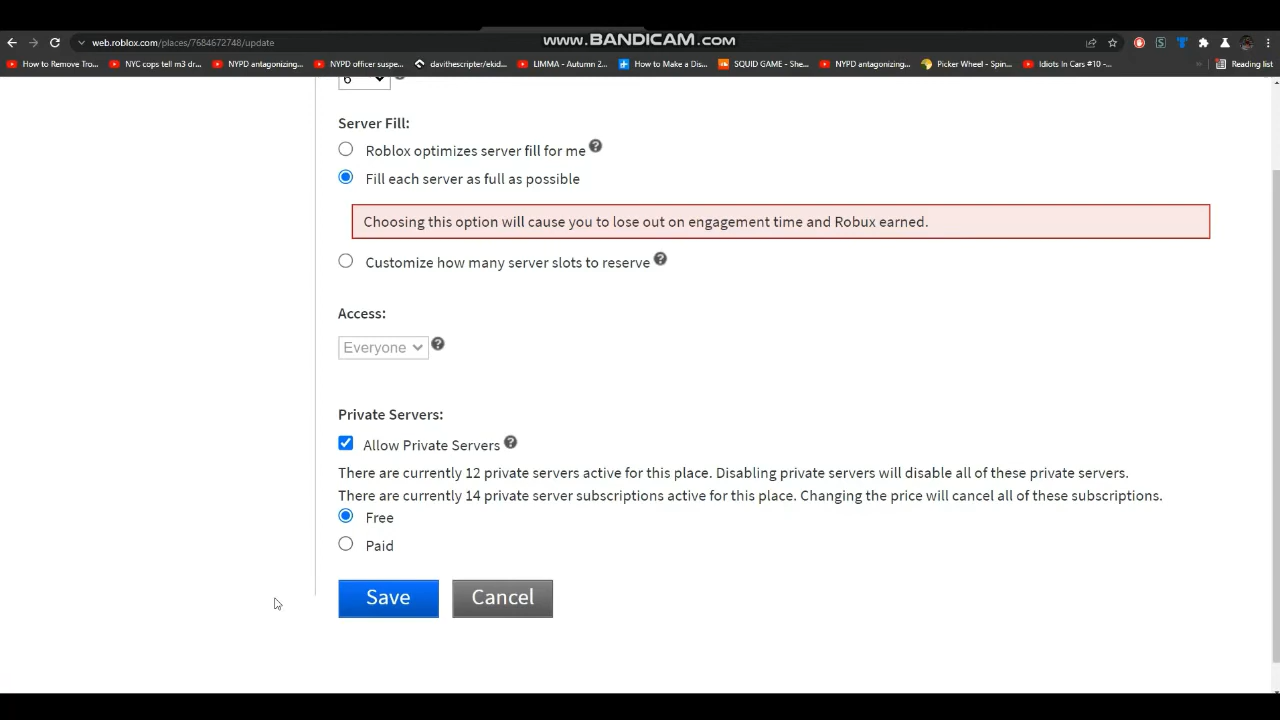 www.BANDICAM.com
web.roblox.com/places/7684672748/update
How to Remove Tro...
NYC cops tell m3 dr...
NYPD antagonizing...
NYPD officer suspe...
davithescripter/ekid...
LIMMA - Autumn 2...
How to Make a Dis...
SQUID GAME - She...
NYPD antagonizing...
Picker Wheel - Spin...
Idiots In Cars #10 -...
Reading list
6
Server Fill:
Roblox optimizes server fill for me
Fill each server as full as possible
Choosing this option will cause you to lose out on engagement time and Robux earned.
Customize how many server slots to reserve
Access:
Everyone
Private Servers:
Allow Private Servers
There are currently 12 private servers active for this place. Disabling private servers will disable all of these private servers.
There are currently 14 private server subscriptions active for this place. Changing the price will cancel all of these subscriptions.
Free
Paid
Save
Cancel